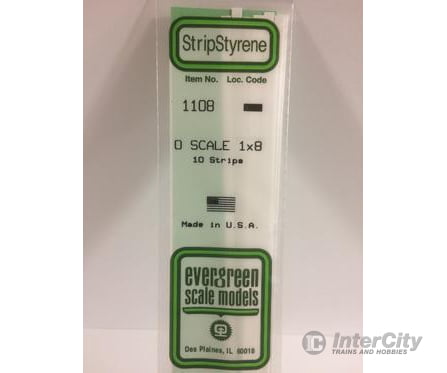 StripStyrene
Item No. Loc. Code
1108
O SCALE 1x8
10 Strips
Made in U.S.A.
evergreen
scale models
Des Plaines, IL 60018
IC InterCity
TRAINS AND HOBBIES